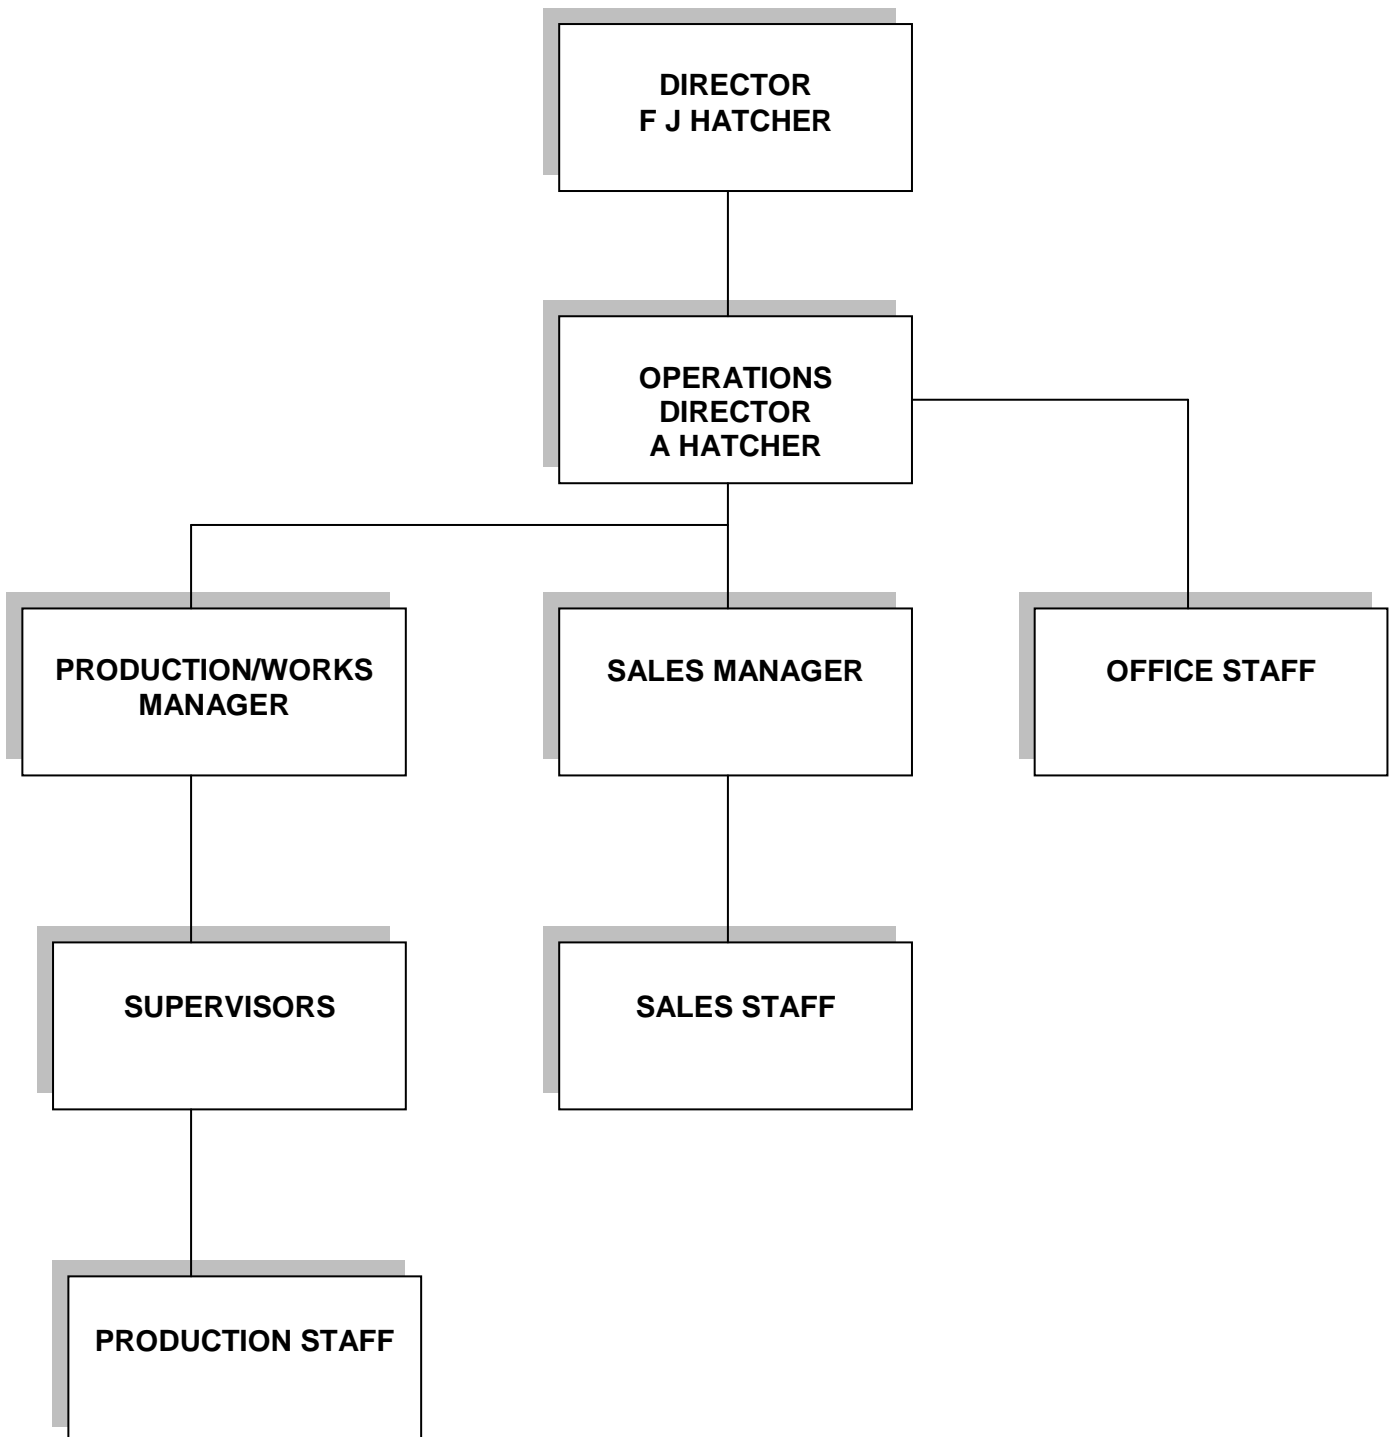 DIRECTOR
F J HATCHER
OPERATIONS
DIRECTOR
A HATCHER
PRODUCTION/WORKS
MANAGER
SALES MANAGER
OFFICE STAFF
SUPERVISORS
SALES STAFF
PRODUCTION STAFF